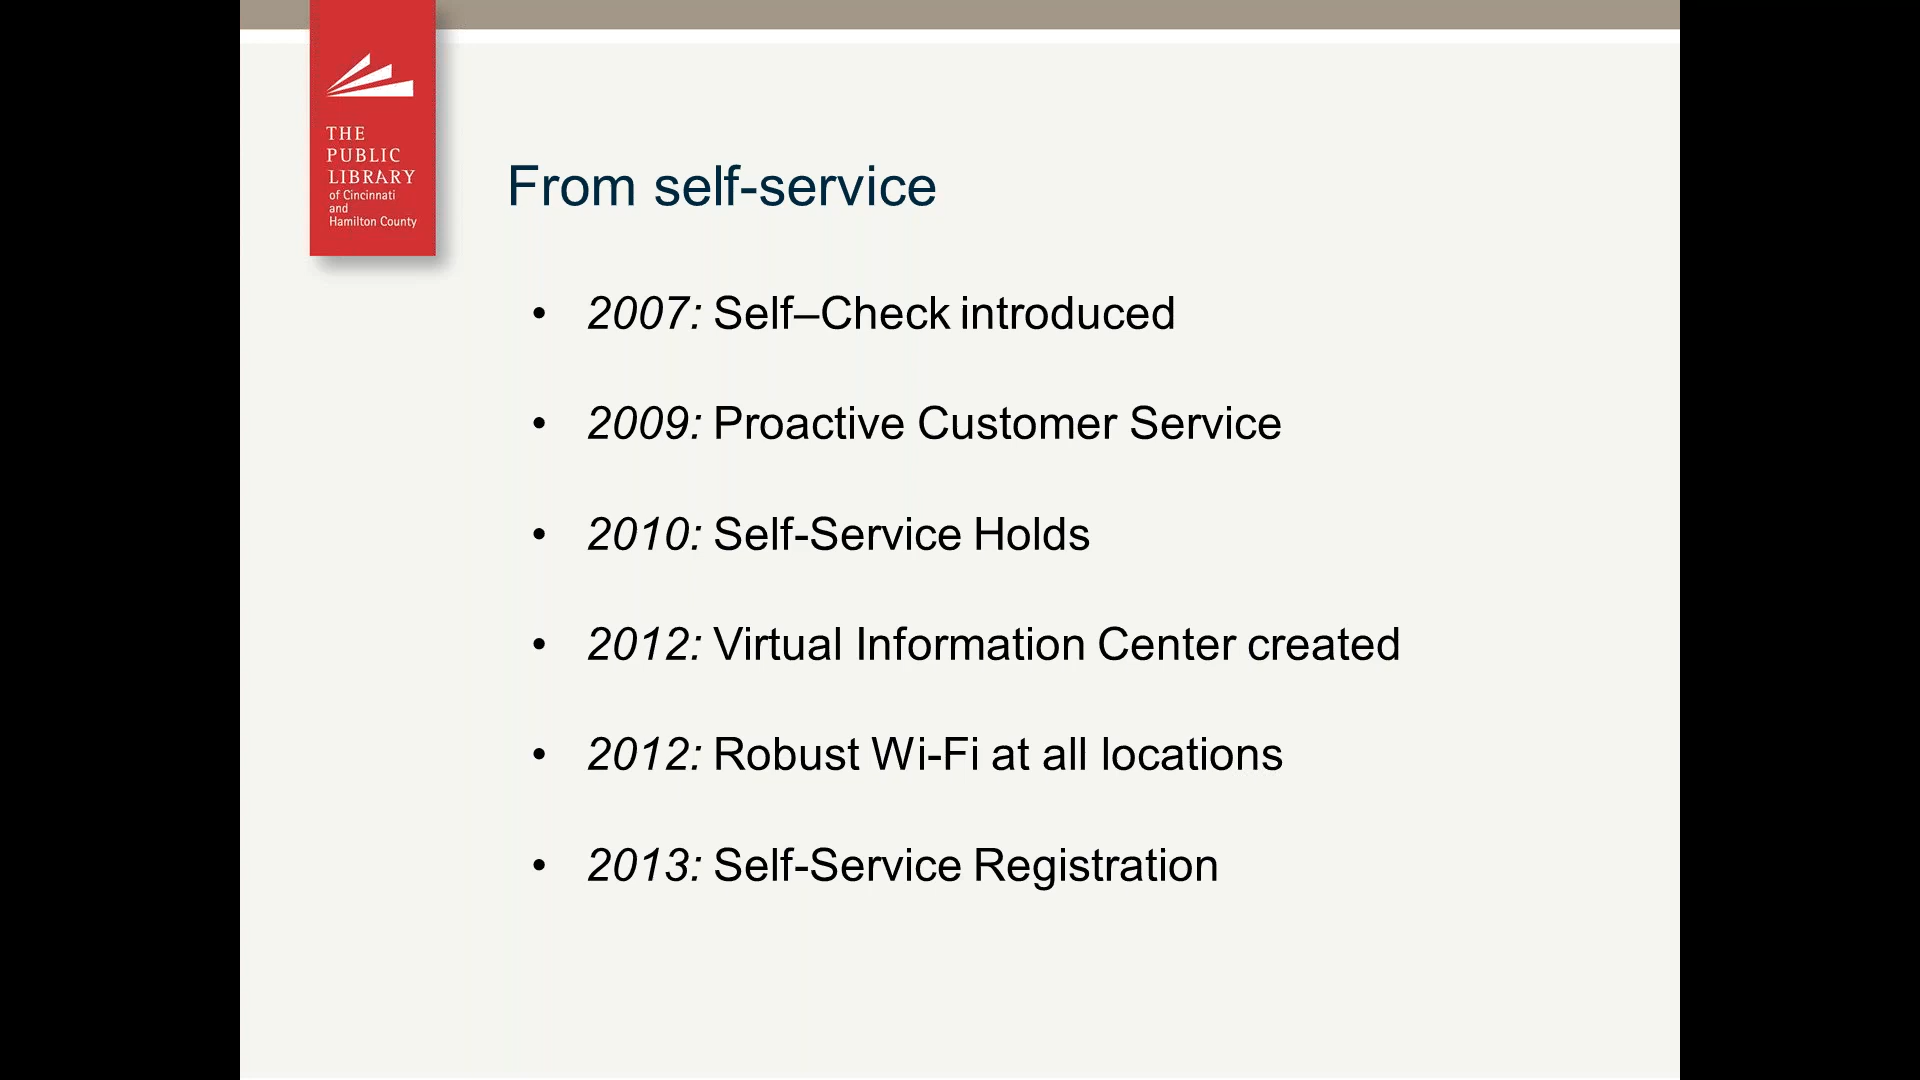 THE
PUBLIC
LIBRARY
of Cincinnati
and
Hamilton County
From self-service
• 2007: Self–Check introduced
• 2009: Proactive Customer Service
• 2010: Self-Service Holds
• 2012: Virtual Information Center created
• 2012: Robust Wi-Fi at all locations
• 2013: Self-Service Registration